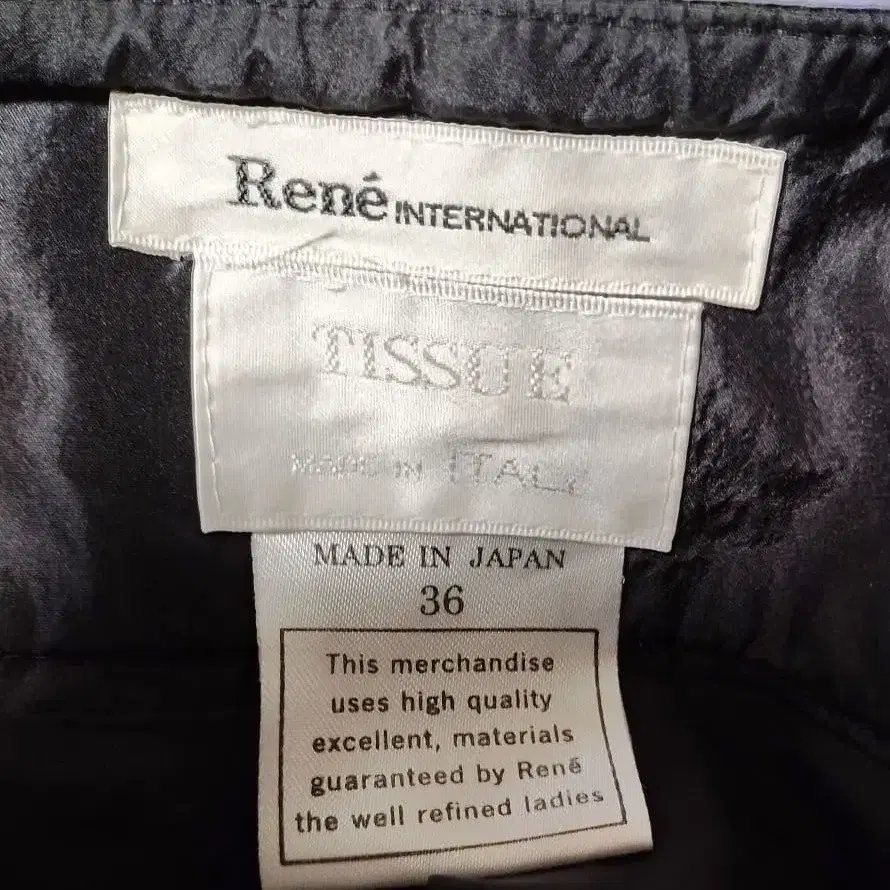 René INTERNATIONAL
TISSUE
MADE IN ITALY
MADE IN JAPAN
36
This merchandise
uses high quality
excellent, materials
guaranteed by René
the well refined ladies